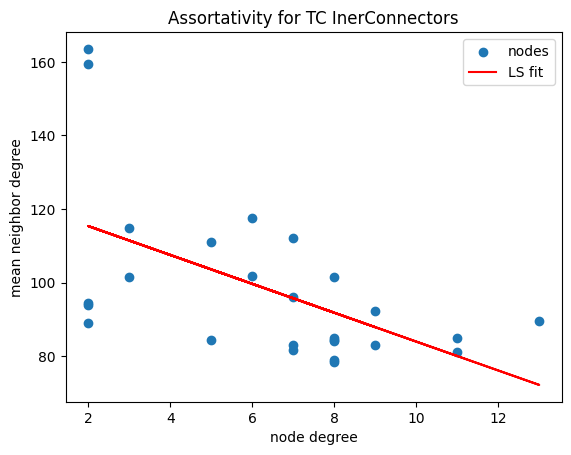 Assortativity for TC InerConnectors
nodes
LS fit
mean neighbor degree
160
140
120
100
80
2
4
6
8
10
12
node degree